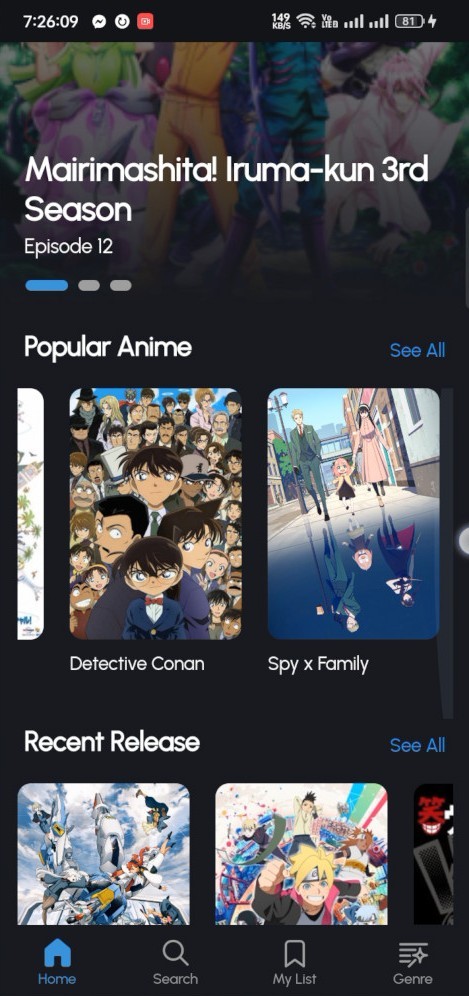 7:26:09
149 KB/S
Vo LTE
81
Mairimashita! Iruma-kun 3rd
Season
Episode 12
Popular Anime
See All
Detective Conan
Spy x Family
Recent Release
See All
笑
Home
Search
My List
Genre